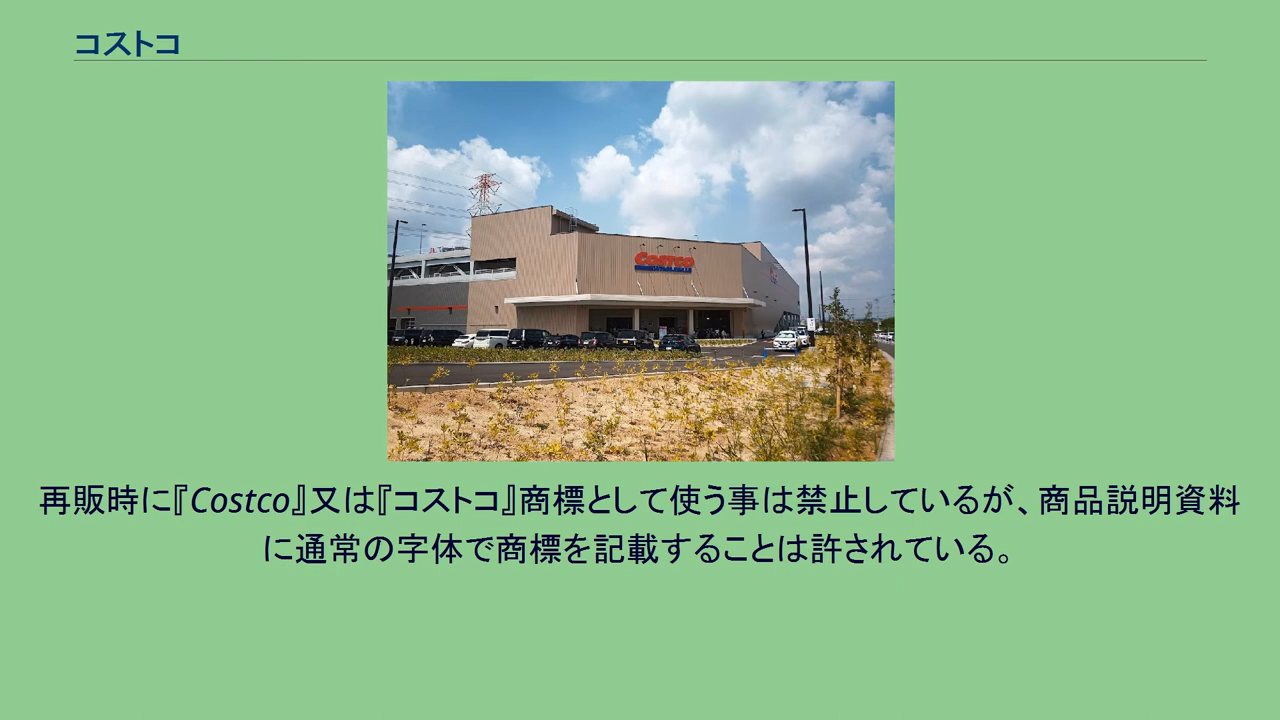 コストコ
COSTCO
再販時に『Costco』又は『コストコ』商標として使う事は禁止しているが、商品説明資料
に通常の字体で商標を記載することは許されている。